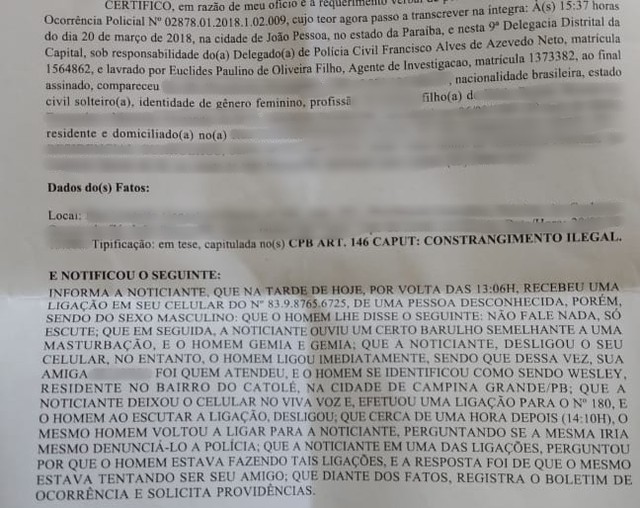 CERTIFICO, em razão de meu ofício e a requerimento verbal de
Ocorrência Policial Nº 02878.01.2018.1.02.009, cujo teor agora passo a transcrever na íntegra: À(s) 15:37 horas
do dia 20 de março de 2018, na cidade de João Pessoa, no estado da Paraíba, e nesta 9ª Delegacia Distrital da
Capital, sob responsabilidade do(a) Delegado(a) de Polícia Civil Francisco Alves de Azevedo Neto, matrícula
1564862, e lavrado por Euclides Paulino de Oliveira Filho, Agente de Investigacao, matrícula 1373382, ao final
assinado, compareceu , nacionalidade brasileira, estado
civil solteiro(a), identidade de gênero feminino, profissã filho(a) d
residente e domiciliado(a) no(a)
Dados do(s) Fatos:
Local:
Tipificação: em tese, capitulada no(s) CPB ART. 146 CAPUT: CONSTRANGIMENTO ILEGAL.
E NOTIFICOU O SEGUINTE:
INFORMA A NOTICIANTE, QUE NA TARDE DE HOJE, POR VOLTA DAS 13:06H, RECEBEU UMA
LIGAÇÃO EM SEU CELULAR DO Nº 83.9.8765.6725, DE UMA PESSOA DESCONHECIDA, PORÉM,
SENDO DO SEXO MASCULINO: QUE O HOMEM LHE DISSE O SEGUINTE: NÃO FALE NADA, SÓ
ESCUTE; QUE EM SEGUIDA, A NOTICIANTE OUVIU UM CERTO BARULHO SEMELHANTE A UMA
MASTURBAÇÃO, E O HOMEM GEMIA E GEMIA; QUE A NOTICIANTE, DESLIGOU O SEU
CELULAR, NO ENTANTO, O HOMEM LIGOU IMEDIATAMENTE, SENDO QUE DESSA VEZ, SUA
AMIGA FOI QUEM ATENDEU, E O HOMEM SE IDENTIFICOU COMO SENDO WESLEY,
RESIDENTE NO BAIRRO DO CATOLÉ, NA CIDADE DE CAMPINA GRANDE/PB; QUE A
NOTICIANTE DEIXOU O CELULAR NO VIVA VOZ E, EFETUOU UMA LIGAÇÃO PARA O Nº 180, E
O HOMEM AO ESCUTAR A LIGAÇÃO, DESLIGOU; QUE CERCA DE UMA HORA DEPOIS (14:10H), O
MESMO HOMEM VOLTOU A LIGAR PARA A NOTICIANTE, PERGUNTANDO SE A MESMA IRIA
MESMO DENUNCIÁ-LO A POLÍCIA; QUE A NOTICIANTE EM UMA DAS LIGAÇÕES, PERGUNTOU
POR QUE O HOMEM ESTAVA FAZENDO TAIS LIGAÇÕES, E A RESPOSTA FOI DE QUE O MESMO
ESTAVA TENTANDO SER SEU AMIGO; QUE DIANTE DOS FATOS, REGISTRA O BOLETIM DE
OCORRÊNCIA E SOLICITA PROVIDÊNCIAS.